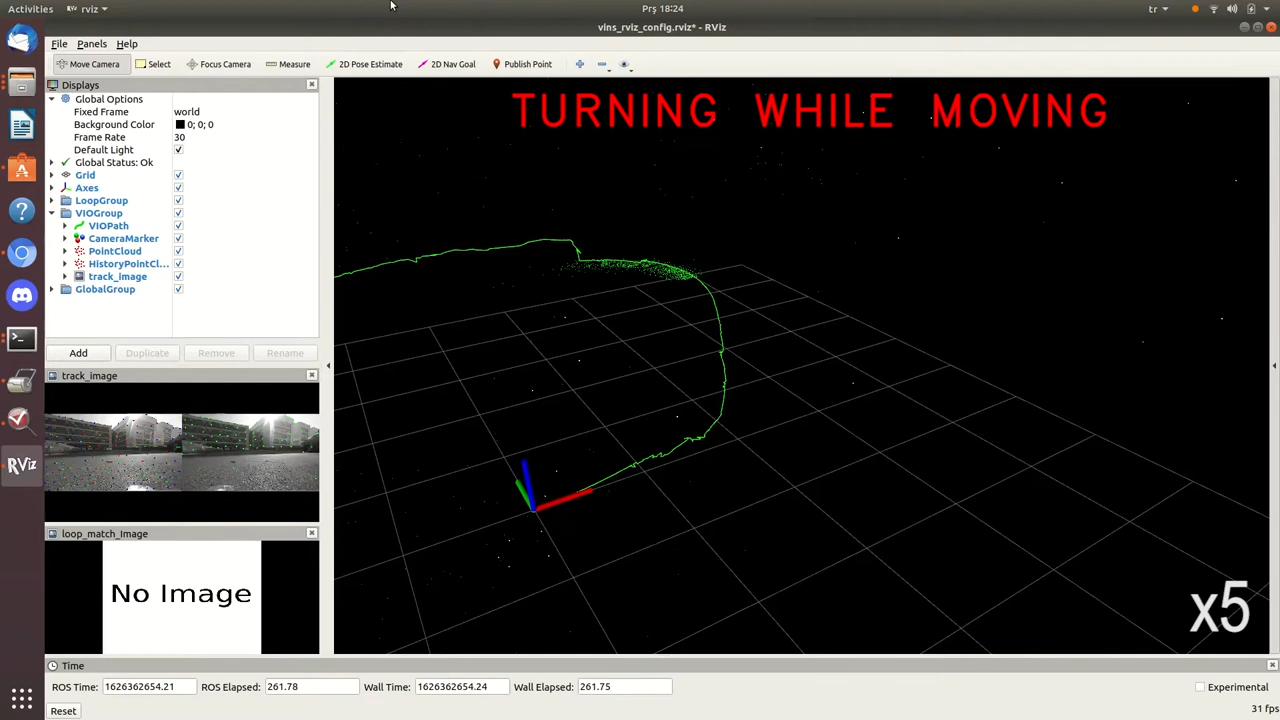 Activities
rviz
Prş 18:24
tr
vins_rviz_config.rviz* - RViz
File Panels Help
Move Camera Select Focus Camera Measure 2D Pose Estimate 2D Nav Goal Publish Point
Displays
Global Options
Fixed Frame world
Background Color 0; 0; 0
Frame Rate 30
Default Light
Global Status: Ok
Grid
Axes
LoopGroup
VIOGroup
VIOPath
CameraMarker
PointCloud
HistoryPointCl...
track_image
GlobalGroup
Add Duplicate Remove Rename
track_image
loop_match_Image
No Image
TURNING WHILE MOVING
x5
RViz
Time
ROS Time: 1626362654.21 ROS Elapsed: 261.78 Wall Time: 1626362654.24 Wall Elapsed: 261.75 Experimental
Reset 31 fps